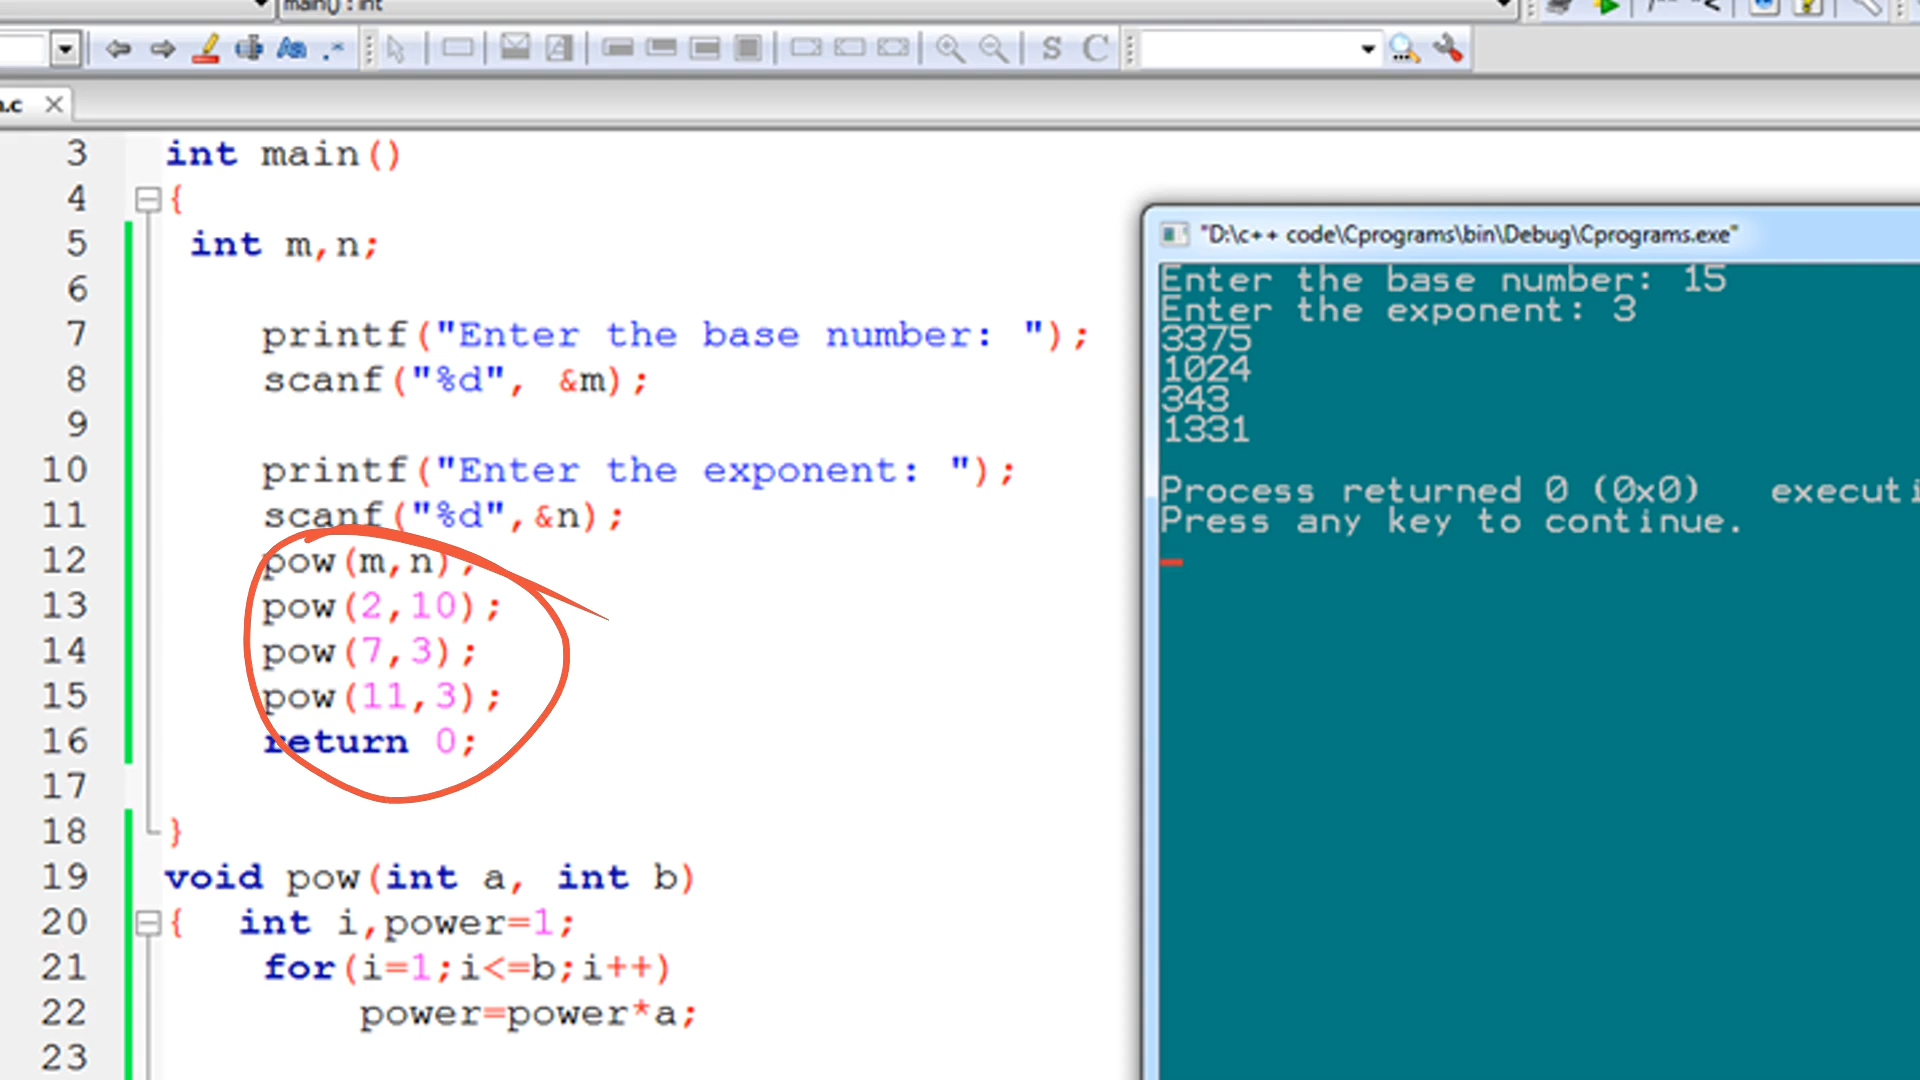 main() : int
.c
3 int main()
4 {
5 int m,n;
6
7 printf("Enter the base number: ");
8 scanf("%d", &m);
9
10 printf("Enter the exponent: ");
11 scanf("%d",&n);
12 pow(m,n);
13 pow(2,10);
14 pow(7,3);
15 pow(11,3);
16 return 0;
17
18 }
19 void pow(int a, int b)
20 { int i,power=1;
21 for(i=1;i<=b;i++)
22 power=power*a;
23
"D:\c++ code\Cprograms\bin\Debug\Cprograms.exe"
Enter the base number: 15
Enter the exponent: 3
3375
1024
343
1331
Process returned 0 (0x0) executi
Press any key to continue.